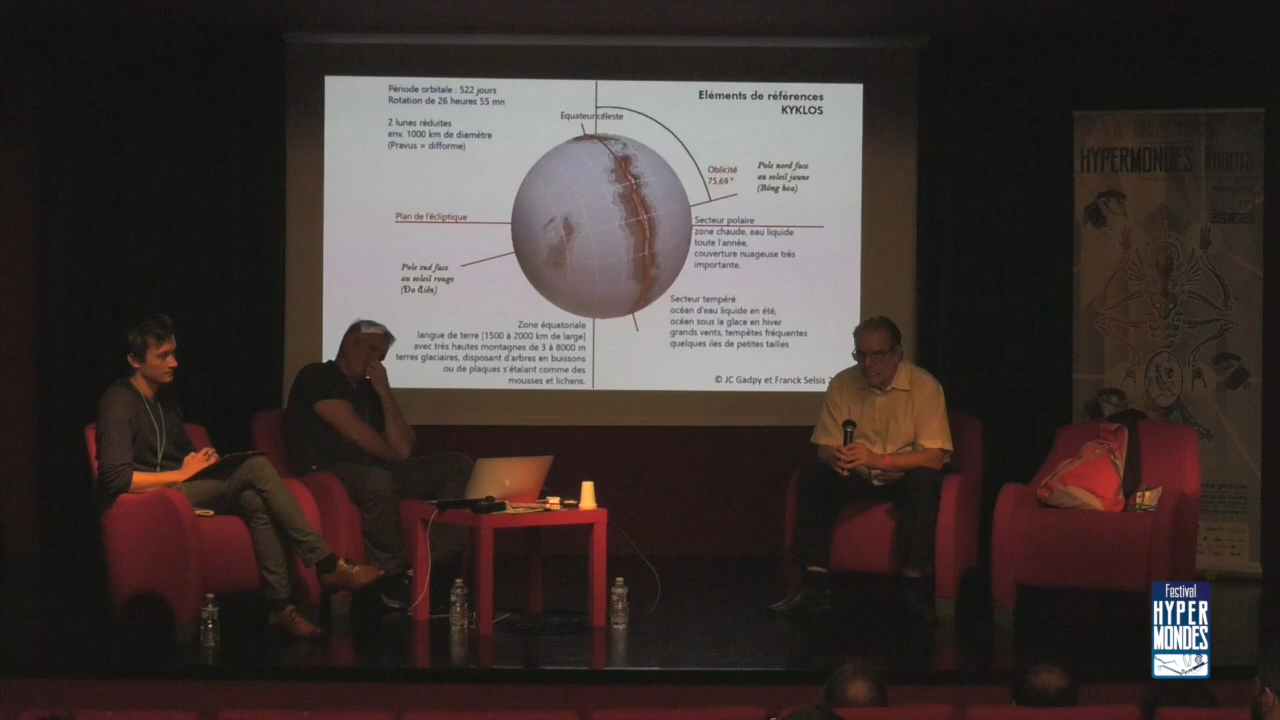 Période orbitale : 522 jours
Rotation de 26 heures 55 mn
2 lunes réduites
env. 1000 km de diamètre
(Pravus = difforme)
Equateur céleste
Eléments de références
KYKLOS
Oblicité
75,69°
Pole nord face
au soleil jaune
(Bông hoa)
Plan de l'écliptique
Secteur polaire
zone chaude, eau liquide
toute l'année,
couverture nuageuse très
importante.
Pole sud face
au soleil rouge
Secteur tempéré
océan d'eau liquide en été,
océan sous la glace en hiver
grands vents, tempêtes fréquentes
quelques iles de petites tailles
Zone équatoriale
langue de terre [1500 à 2000 km de large]
avec très hautes montagnes de 3 à 8000 m
terres glaciaires, disposant d'arbres en buissons
ou de plaques s'étalant comme des
mousses et lichens.
© JC Gadpy et Franck Selsis
HYPERMONDES
Festival
HYPER
MONDES